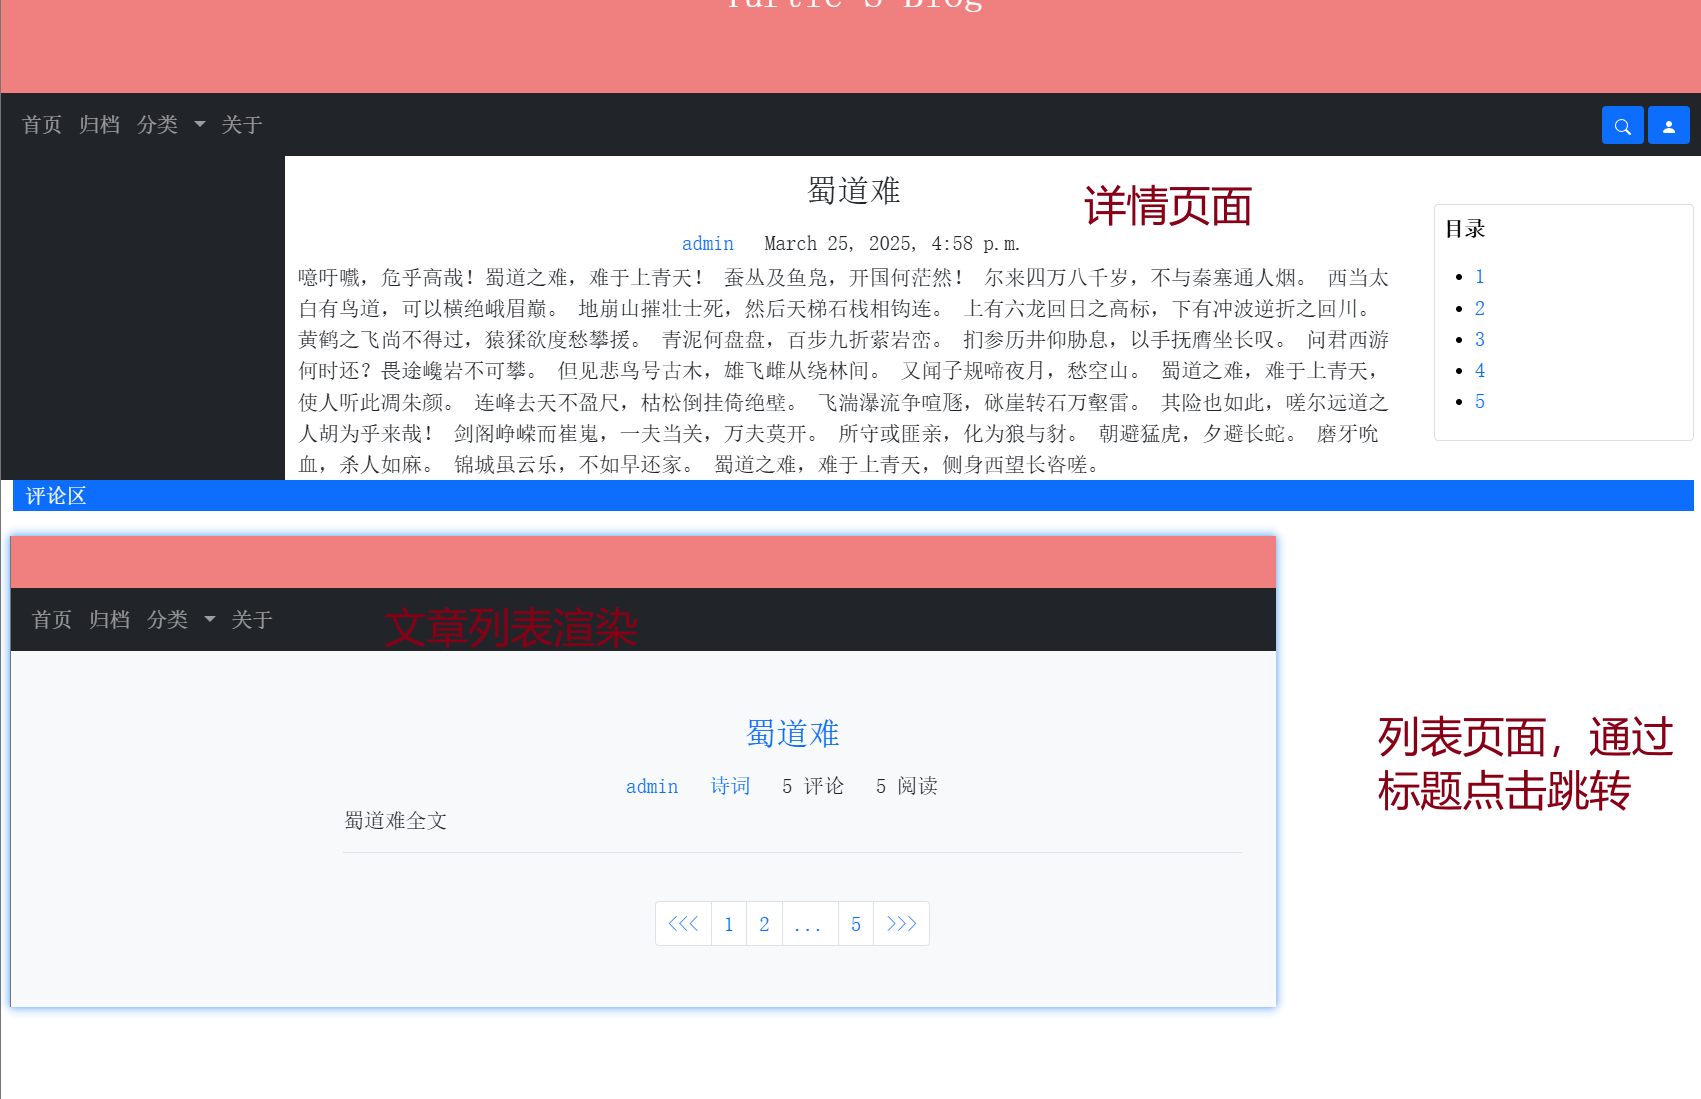 Turtle'S Blog
首页 归档 分类 关于
蜀道难
详情页面
admin March 25, 2025, 4:58 p.m.
噫吁嚱，危乎高哉！蜀道之难，难于上青天！ 蚕丛及鱼凫，开国何茫然！ 尔来四万八千岁，不与秦塞通人烟。 西当太
白有鸟道，可以横绝峨眉巅。 地崩山摧壮士死，然后天梯石栈相钩连。 上有六龙回日之高标，下有冲波逆折之回川。
黄鹤之飞尚不得过，猿猱欲度愁攀援。 青泥何盘盘，百步九折萦岩峦。 扪参历井仰胁息，以手抚膺坐长叹。 问君西游
何时还？畏途巉岩不可攀。 但见悲鸟号古木，雄飞雌从绕林间。 又闻子规啼夜月，愁空山。 蜀道之难，难于上青天，
使人听此凋朱颜。 连峰去天不盈尺，枯松倒挂倚绝壁。 飞湍瀑流争喧豗，砯崖转石万壑雷。 其险也如此，嗟尔远道之
人胡为乎来哉！ 剑阁峥嵘而崔嵬，一夫当关，万夫莫开。 所守或匪亲，化为狼与豺。 朝避猛虎，夕避长蛇。 磨牙吮
血，杀人如麻。 锦城虽云乐，不如早还家。 蜀道之难，难于上青天，侧身西望长咨嗟。
目录
1
2
3
4
5
评论区
首页 归档 分类 关于
文章列表渲染
蜀道难
admin 诗词 5 评论 5 阅读
蜀道难全文
<<< 1 2 ... 5 >>>
列表页面，通过
标题点击跳转